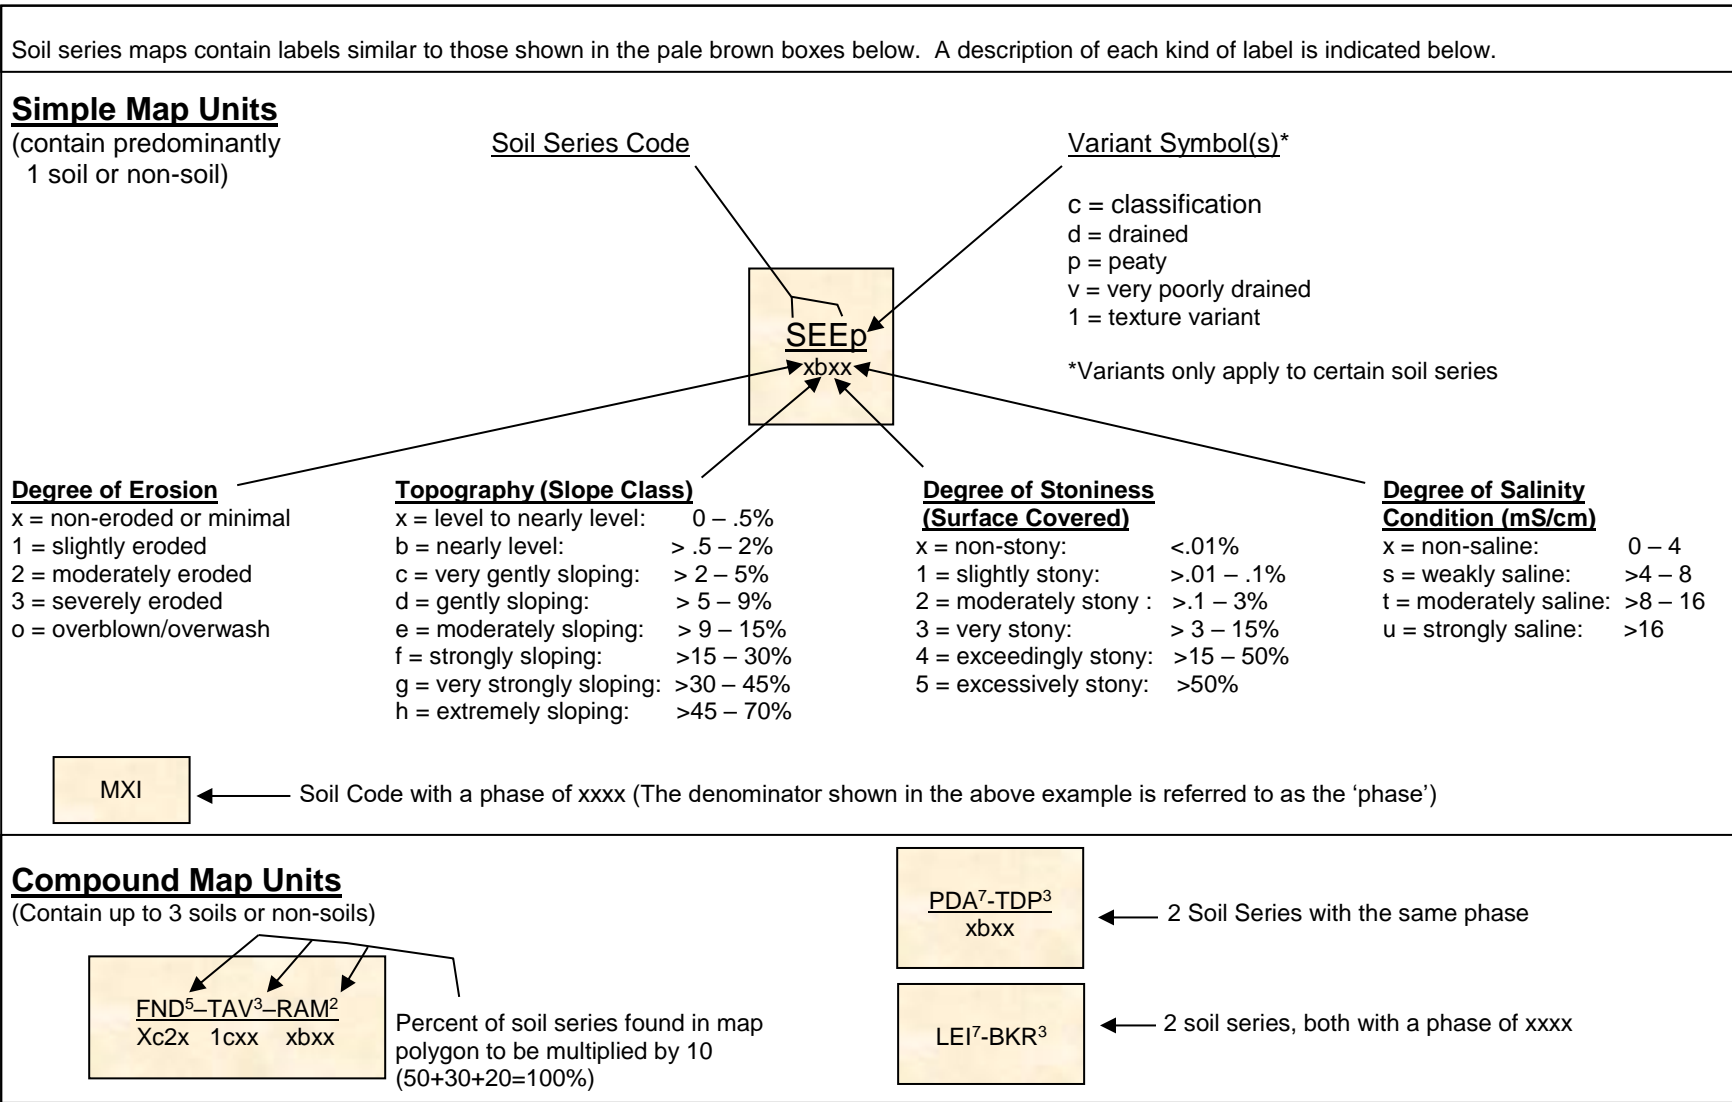 Soil series maps contain labels similar to those shown in the pale brown boxes below.  A description of each kind of label is indicated below.
Simple Map Units
(contain predominantly
1 soil or non-soil)
Soil Series Code
Variant Symbol(s)*
c = classification
d = drained
p = peaty
v = very poorly drained
1 = texture variant
*Variants only apply to certain soil series
SEEp
xbxx
Degree of Erosion
x = non-eroded or minimal
1 = slightly eroded
2 = moderately eroded
3 = severely eroded
o = overblown/overwash
Topography (Slope Class)
x = level to nearly level: 0 – .5%
b = nearly level: > .5 – 2%
c = very gently sloping: > 2 – 5%
d = gently sloping: > 5 – 9%
e = moderately sloping: > 9 – 15%
f = strongly sloping: >15 – 30%
g = very strongly sloping: >30 – 45%
h = extremely sloping: >45 – 70%
Degree of Stoniness
(Surface Covered)
x = non-stony: <.01%
1 = slightly stony: >.01 – .1%
2 = moderately stony : >.1 – 3%
3 = very stony: > 3 – 15%
4 = exceedingly stony: >15 – 50%
5 = excessively stony: >50%
Degree of Salinity
Condition (mS/cm)
x = non-saline: 0 – 4
s = weakly saline: >4 – 8
t = moderately saline: >8 – 16
u = strongly saline: >16
MXI
Soil Code with a phase of xxxx (The denominator shown in the above example is referred to as the ‘phase’)
Compound Map Units
(Contain up to 3 soils or non-soils)
FND⁵–TAV³–RAM²
Xc2x 1cxx xbxx
Percent of soil series found in map
polygon to be multiplied by 10
(50+30+20=100%)
PDA⁷-TDP³
xbxx
2 Soil Series with the same phase
LEI⁷-BKR³
2 soil series, both with a phase of xxxx